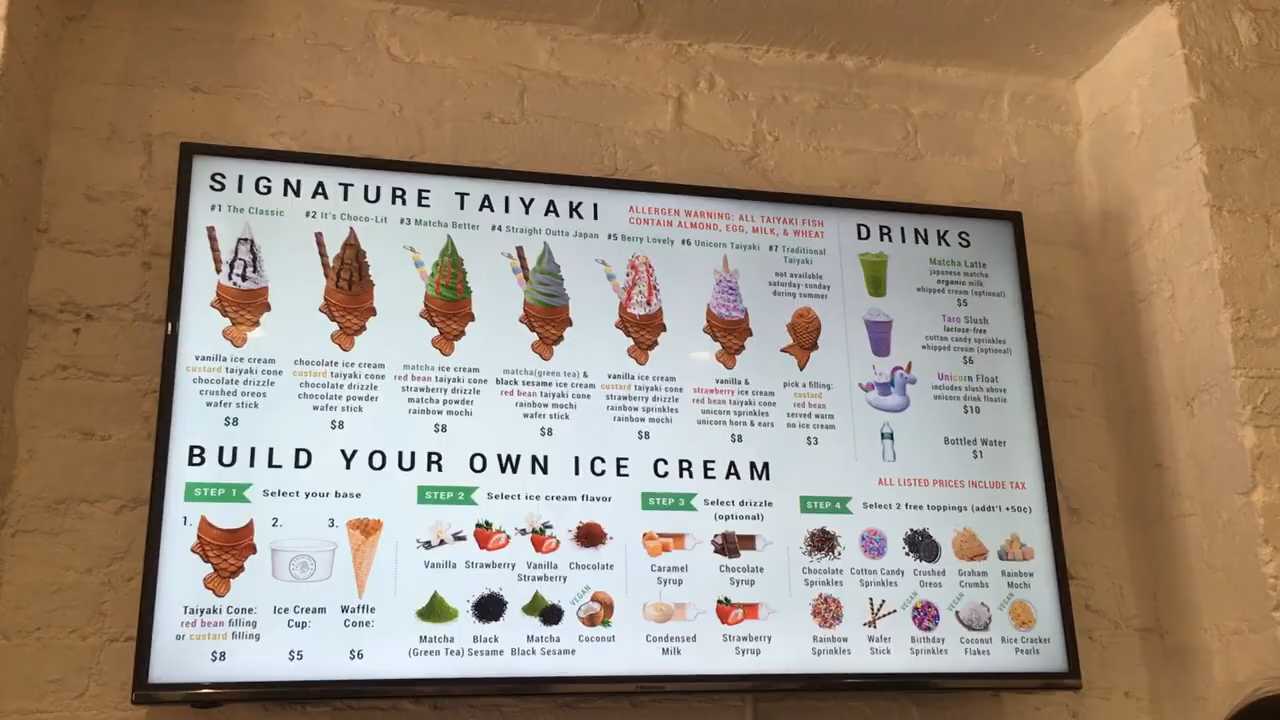 SIGNATURE TAIYAKI
ALLERGEN WARNING: ALL TAIYAKI FISH
CONTAIN ALMOND, EGG, MILK, & WHEAT
#1 The Classic
vanilla ice cream
custard taiyaki cone
chocolate drizzle
crushed oreos
wafer stick
$8
#2 It's Choco-Lit
chocolate ice cream
custard taiyaki cone
chocolate drizzle
chocolate powder
wafer stick
$8
#3 Matcha Better
matcha ice cream
red bean taiyaki cone
strawberry drizzle
matcha powder
rainbow mochi
$8
#4 Straight Outta Japan
matcha(green tea) &
black sesame ice cream
red bean taiyaki cone
rainbow mochi
wafer stick
$8
#5 Berry Lovely
vanilla ice cream
custard taiyaki cone
strawberry drizzle
rainbow sprinkles
rainbow mochi
$8
#6 Unicorn Taiyaki
vanilla &
strawberry ice cream
red bean taiyaki cone
unicorn sprinkles
unicorn horn & ears
$8
#7 Traditional
Taiyaki
not available
saturday-sunday
during summer
pick a filling:
custard
red bean
served warm
no ice cream
$3
DRINKS
Matcha Latte
japanese matcha
organic milk
whipped cream (optional)
$5
Taro Slush
lactose-free
cotton candy sprinkles
whipped cream (optional)
$6
Unicorn Float
includes slush above
unicorn drink floatie
$10
Bottled Water
$1
ALL LISTED PRICES INCLUDE TAX
BUILD YOUR OWN ICE CREAM
STEP 1 Select your base
1.
Taiyaki Cone:
red bean filling
or custard filling
$8
2.
Ice Cream
Cup:
$5
3.
Waffle
Cone:
$6
STEP 2 Select ice cream flavor
Vanilla
Strawberry
Vanilla
Strawberry
Chocolate
Matcha
(Green Tea)
Black
Sesame
Matcha
Black Sesame
VEGAN
Coconut
STEP 3 Select drizzle
(optional)
Caramel
Syrup
Chocolate
Syrup
Condensed
Milk
Strawberry
Syrup
STEP 4 Select 2 free toppings (addt'l +50¢)
Chocolate
Sprinkles
Cotton Candy
Sprinkles
Crushed
Oreos
Graham
Crumbs
Rainbow
Mochi
Rainbow
Sprinkles
Wafer
Stick
VEGAN
Birthday
Sprinkles
VEGAN
Coconut
Flakes
VEGAN
Rice Cracker
Pearls
Hisense